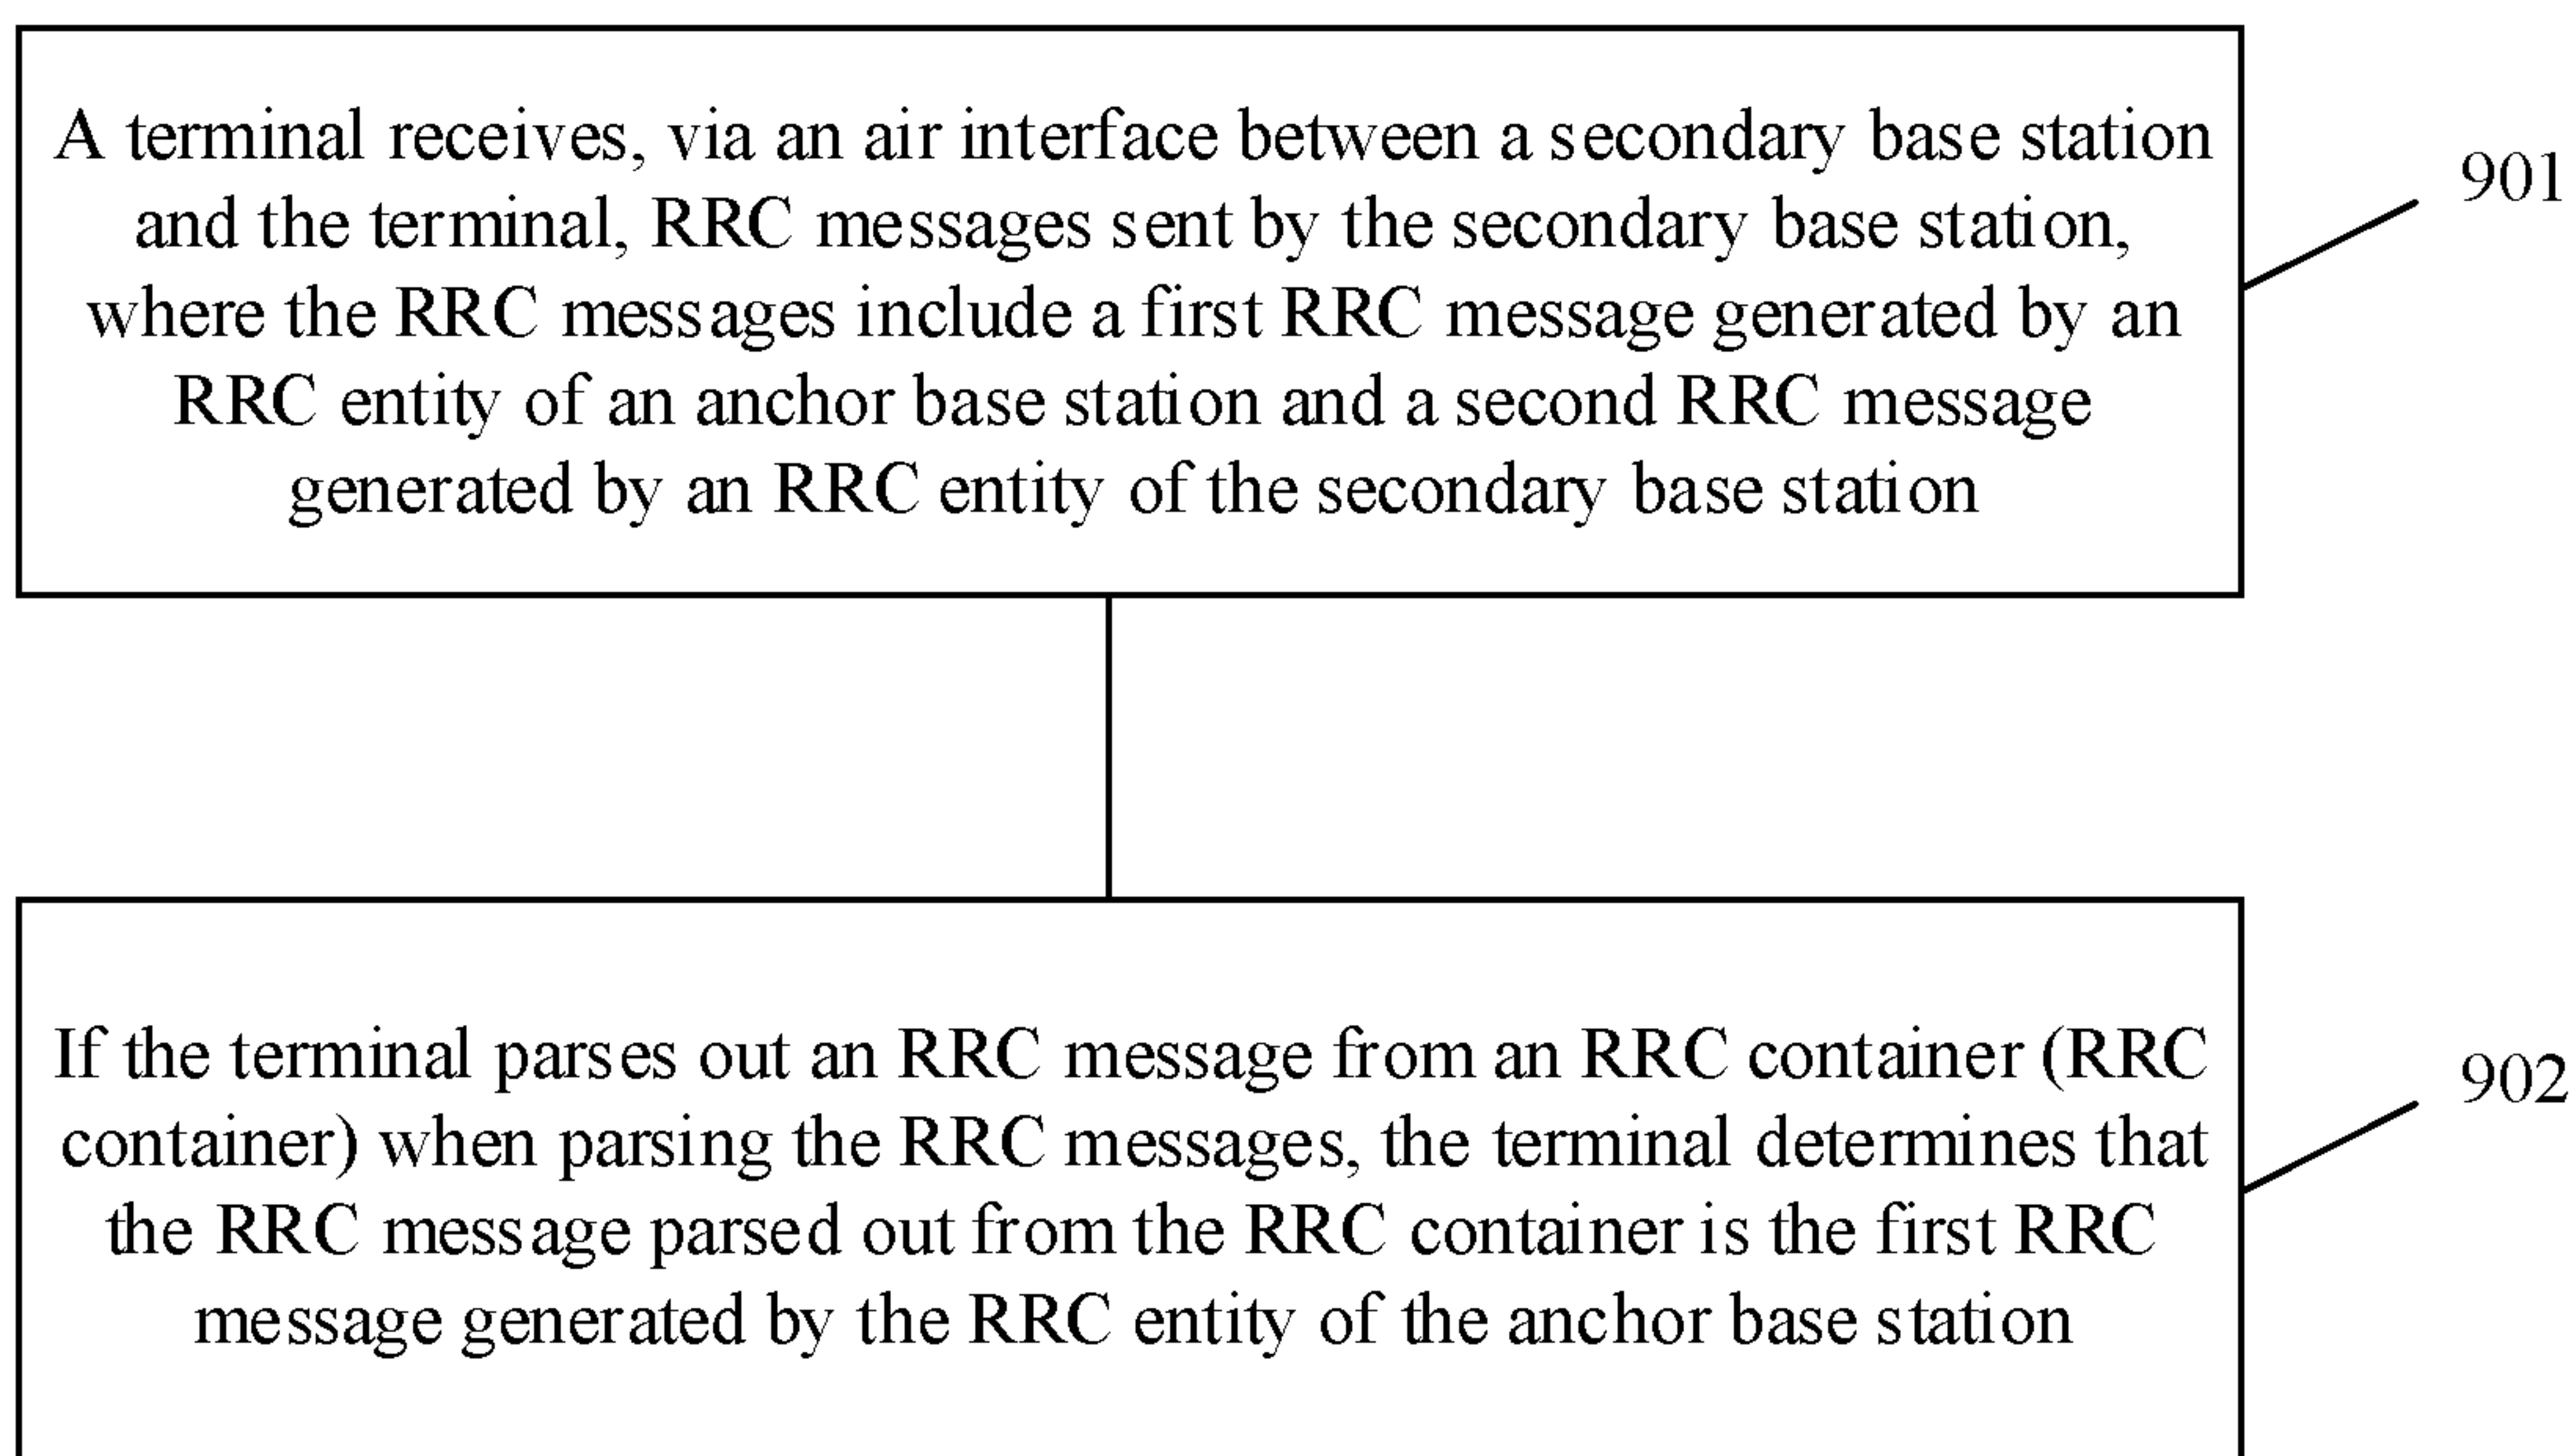 A terminal receives, via an air interface between a secondary base station
and the terminal, RRC messages sent by the secondary base station,
where the RRC messages include a first RRC message generated by an
RRC entity of an anchor base station and a second RRC message
generated by an RRC entity of the secondary base station
901
If the terminal parses out an RRC message from an RRC container (RRC
container) when parsing the RRC messages, the terminal determines that
the RRC message parsed out from the RRC container is the first RRC
message generated by the RRC entity of the anchor base station
902